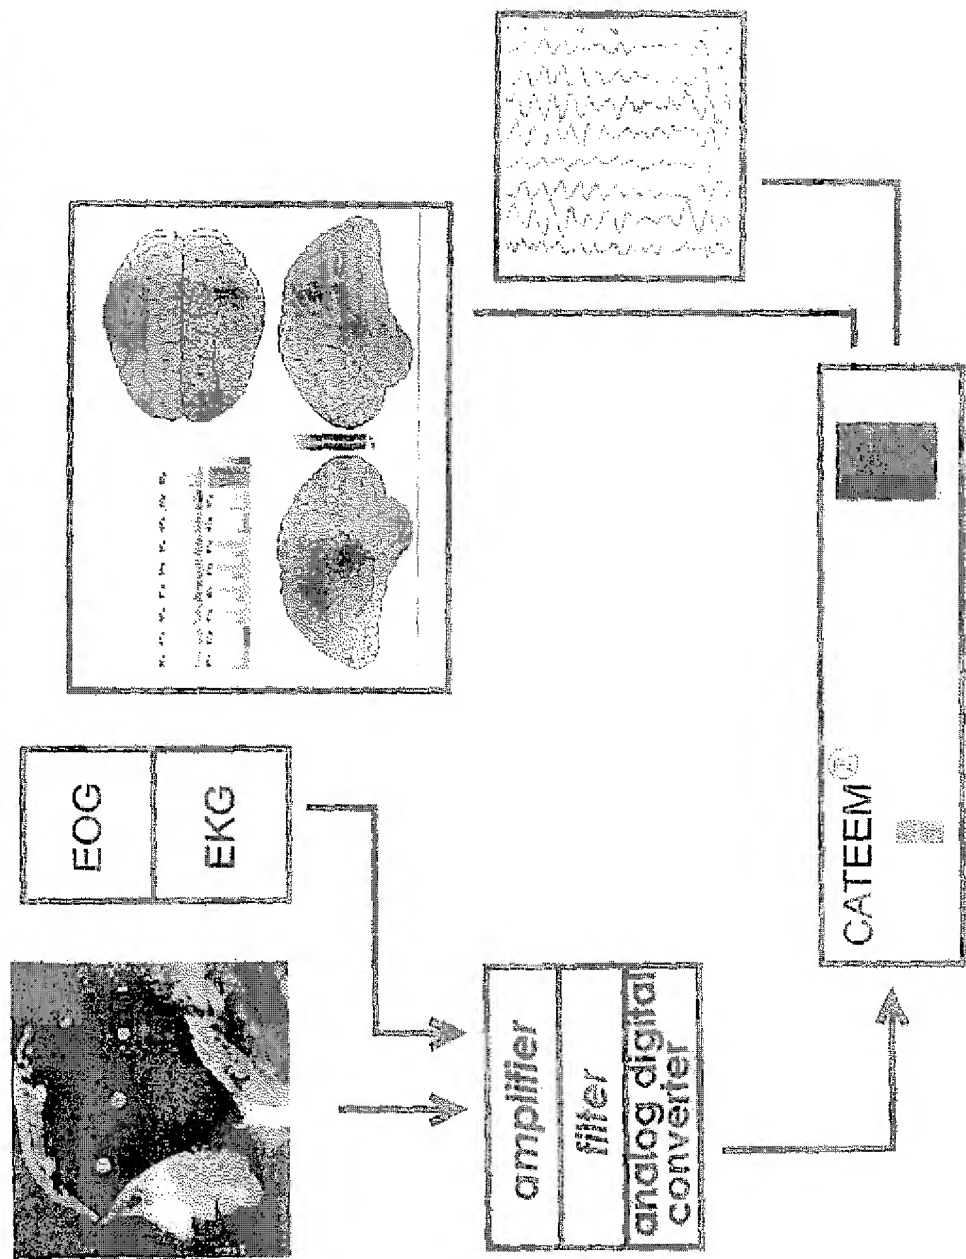 EOG
EKG
amplifier
filter
analog digital
converter
CATEEM®